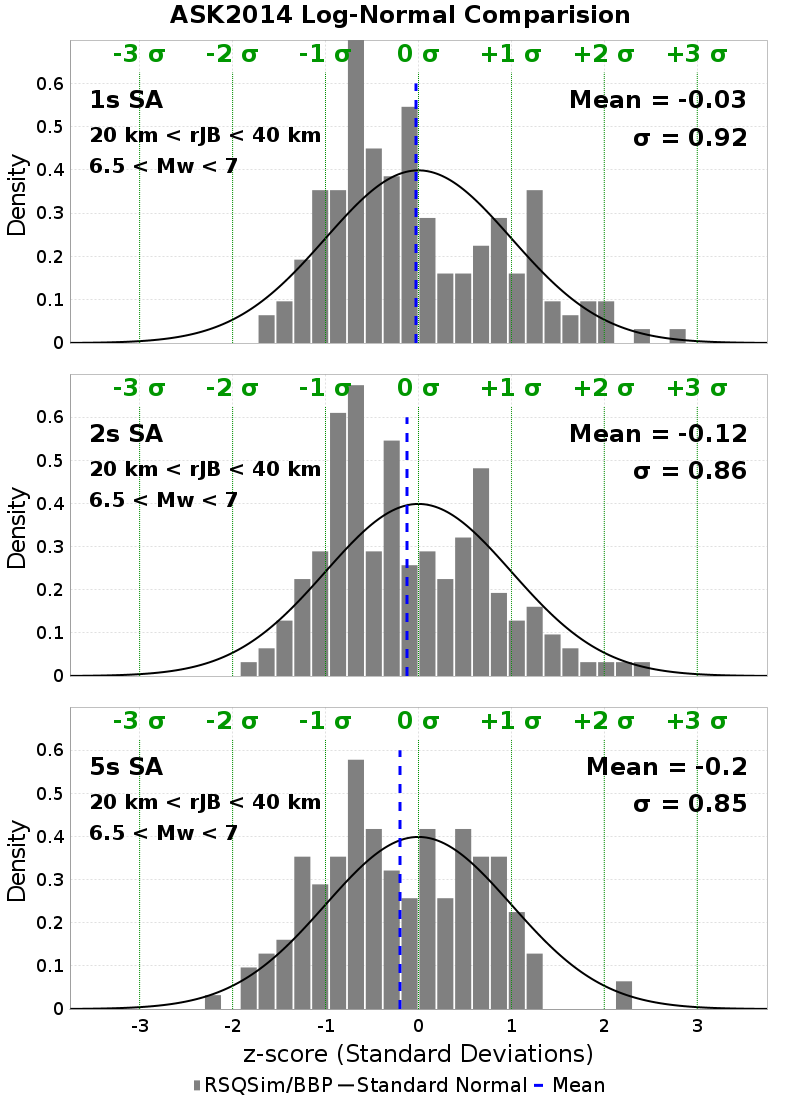 ASK2014 Log-Normal Comparision
-3 σ -2 σ -1 σ 0 σ +1 σ +2 σ +3 σ
1s SA
20 km < rJB < 40 km
6.5 < Mw < 7
Mean = -0.03
σ = 0.92
Density
0.6
0.5
0.4
0.3
0.2
0.1
0
-3 σ -2 σ -1 σ 0 σ +1 σ +2 σ +3 σ
2s SA
20 km < rJB < 40 km
6.5 < Mw < 7
Mean = -0.12
σ = 0.86
Density
0.6
0.5
0.4
0.3
0.2
0.1
0
-3 σ -2 σ -1 σ 0 σ +1 σ +2 σ +3 σ
5s SA
20 km < rJB < 40 km
6.5 < Mw < 7
Mean = -0.2
σ = 0.85
Density
0.6
0.5
0.4
0.3
0.2
0.1
0
-3 -2 -1 0 1 2 3
z-score (Standard Deviations)
RSQSim/BBP Standard Normal Mean